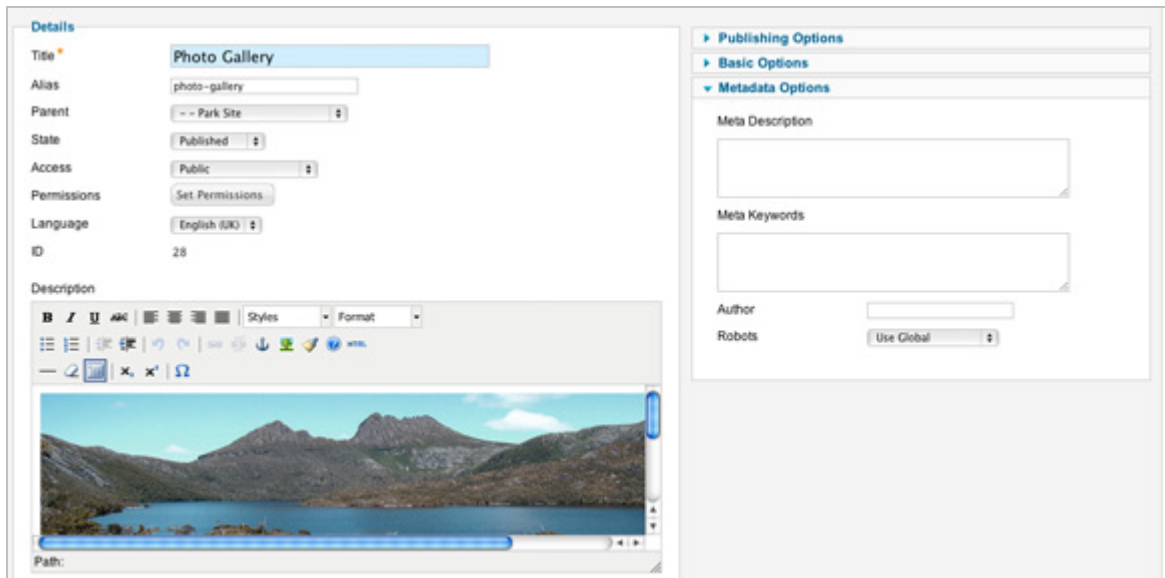 Details
Title *
Photo Gallery
Alias
photo-gallery
Parent
- - Park Site
State
Published
Access
Public
Permissions
Set Permissions
Language
English (UK)
ID
28
Description
B I U ABC Styles Format
HTML
Path:
Publishing Options
Basic Options
Metadata Options
Meta Description
Meta Keywords
Author
Robots
Use Global